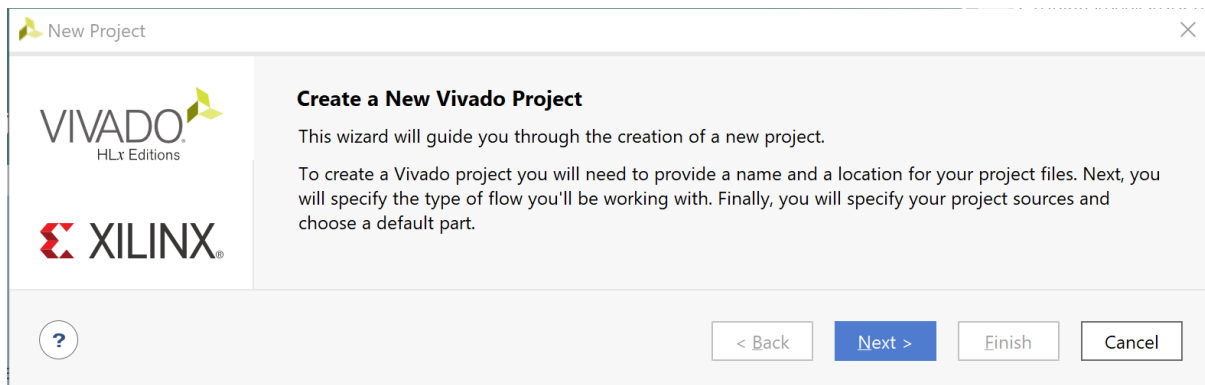 New Project
VIVADO®
HLx Editions
XILINX®
Create a New Vivado Project
This wizard will guide you through the creation of a new project.
To create a Vivado project you will need to provide a name and a location for your project files. Next, you
will specify the type of flow you'll be working with. Finally, you will specify your project sources and
choose a default part.
?
< Back
Next >
Finish
Cancel